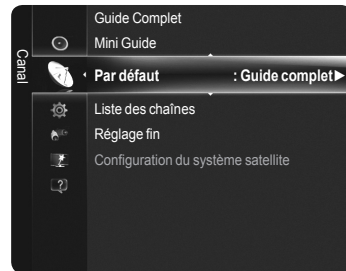 Guide Complet
Mini Guide
Canal
Par défaut : Guide complet►
Liste des chaînes
Réglage fin
Configuration du système satellite